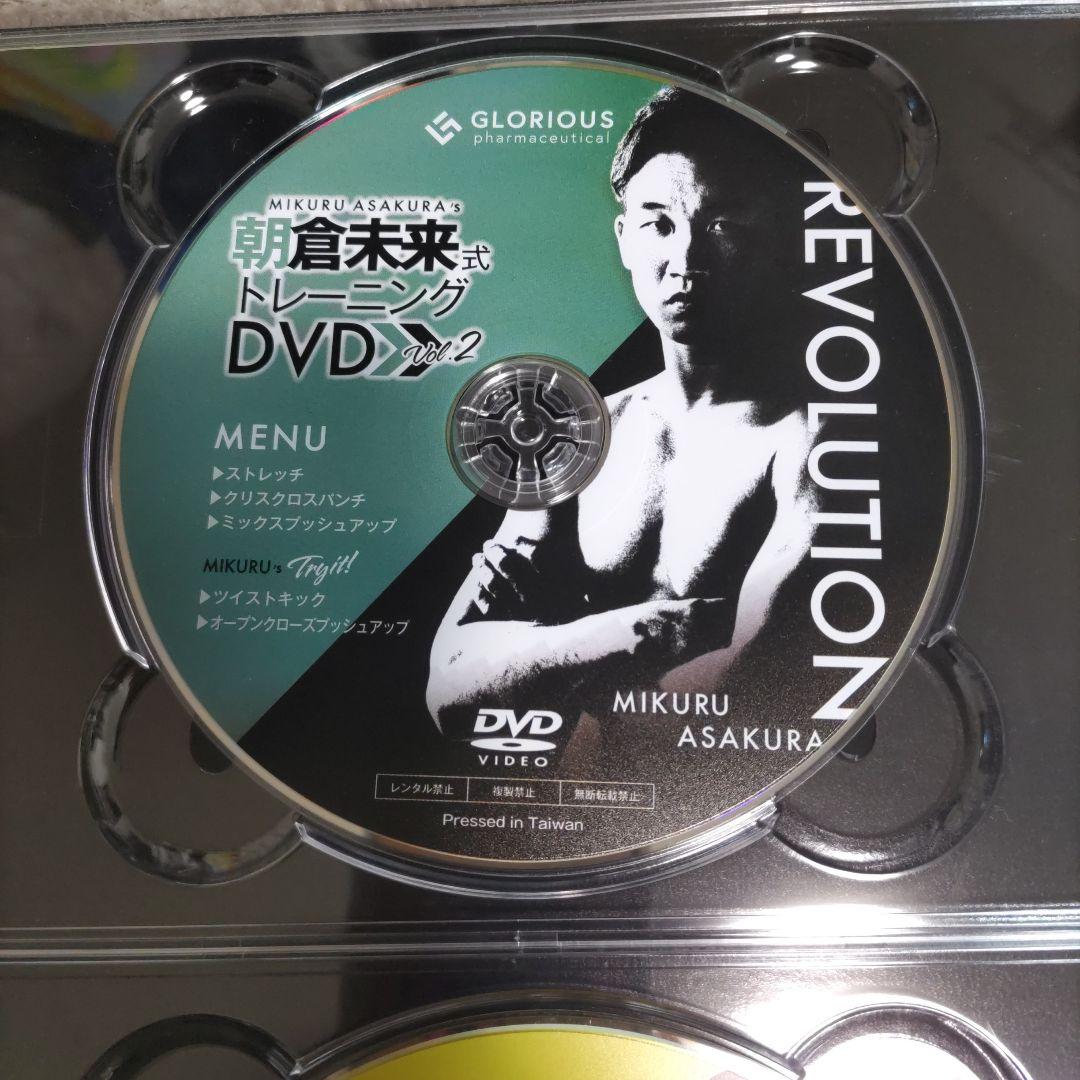 GLORIOUS
pharmaceutical
MIKURU ASAKURA's
朝倉未来式
トレーニング
DVD Vol.2
MENU
▶ストレッチ
▶クリスクロスパンチ
▶ミックスプッシュアップ
MIKURU's Try it!
▶ツイストキック
▶オープンクローズプッシュアップ
REVOLUTION
MIKURU
ASAKURA
DVD
VIDEO
レンタル禁止 複製禁止 無断転載禁止
Pressed in Taiwan